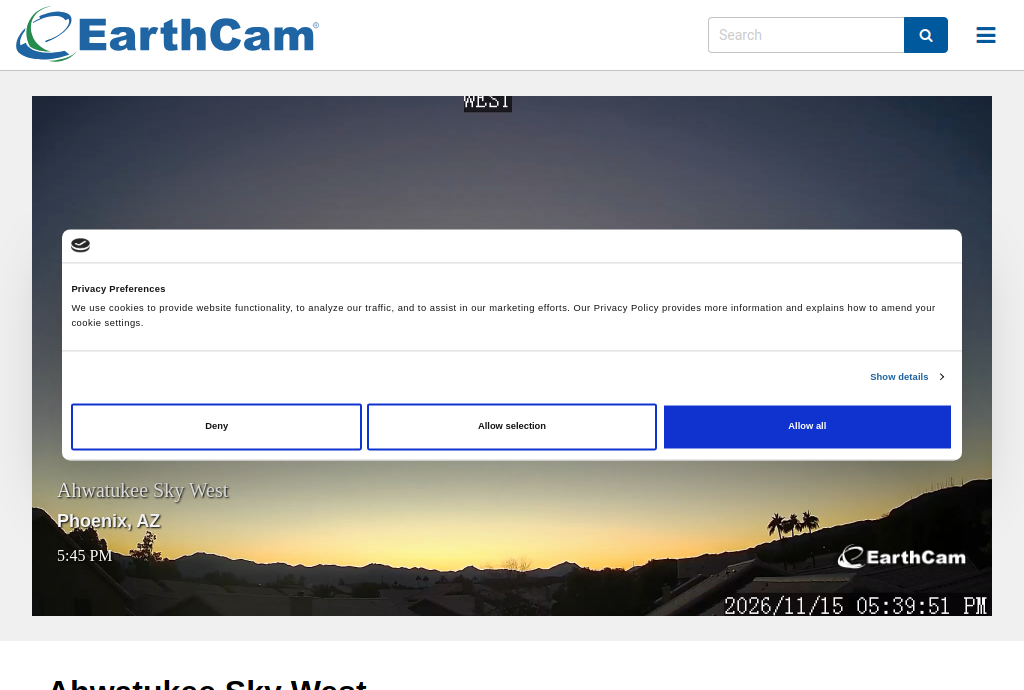 EarthCam®
Search
WEST
Privacy Preferences
We use cookies to provide website functionality, to analyze our traffic, and to assist in our marketing efforts. Our Privacy Policy provides more information and explains how to amend your
cookie settings.
Show details
Deny
Allow selection
Allow all
Ahwatukee Sky West
Phoenix, AZ
5:45 PM
EarthCam
2026/11/15 05:39:51 PM
Ahwatukee Sky West